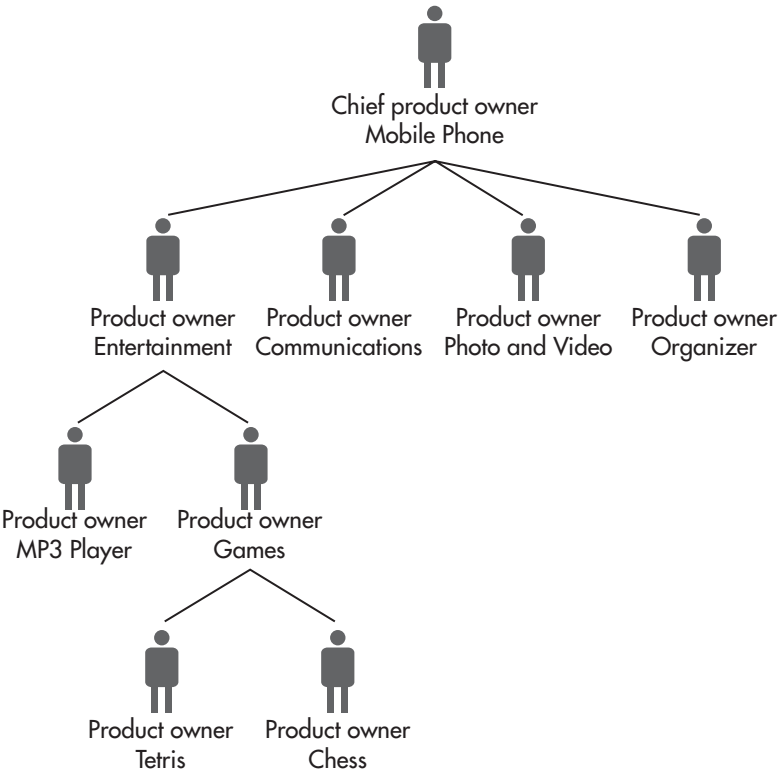 Chief product owner
Mobile Phone
Product owner
Entertainment
Product owner
Communications
Product owner
Photo and Video
Product owner
Organizer
Product owner
MP3 Player
Product owner
Games
Product owner
Tetris
Product owner
Chess